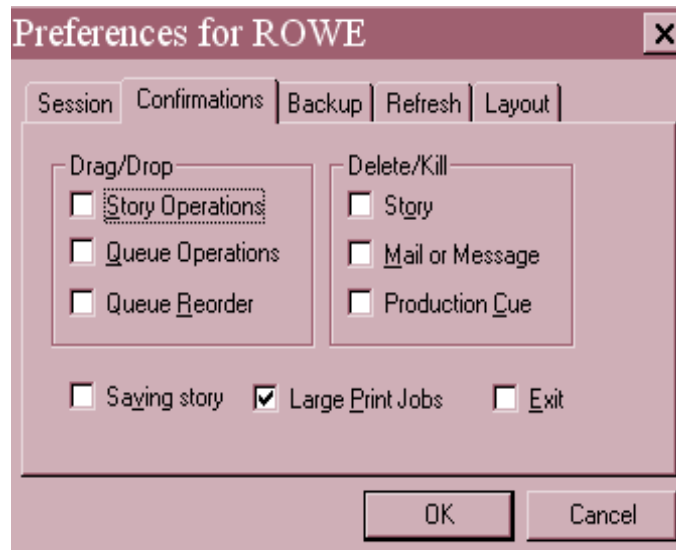 Preferences for ROWE
Session Confirmations Backup Refresh Layout
Drag/Drop Delete/Kill
Story Operations Story
Queue Operations Mail or Message
Queue Reorder Production Cue
Saving story Large Print Jobs Exit
OK Cancel